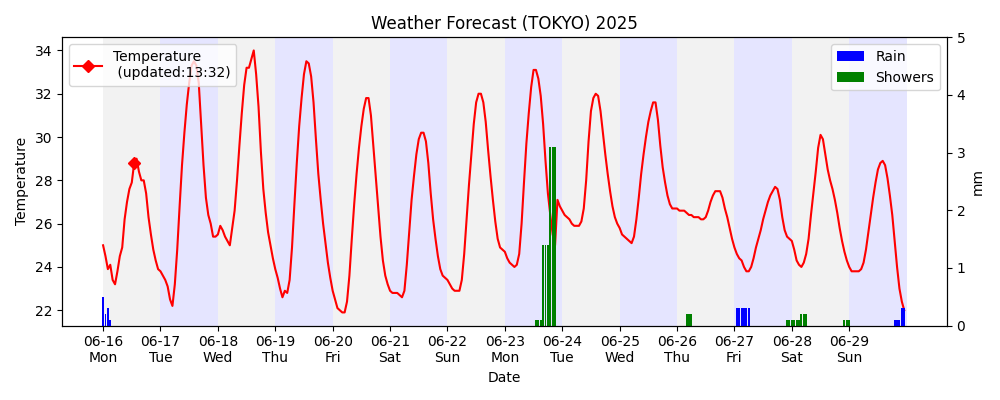 Weather Forecast (TOKYO) 2025
Temperature
(updated:13:32)
Rain
Showers
Temperature
34
32
30
28
26
24
22
5
4
3
2
1
0
mm
06-16 06-17 06-18 06-19 06-20 06-21 06-22 06-23 06-24 06-25 06-26 06-27 06-28 06-29
Mon Tue Wed Thu Fri Sat Sun Mon Tue Wed Thu Fri Sat Sun
Date